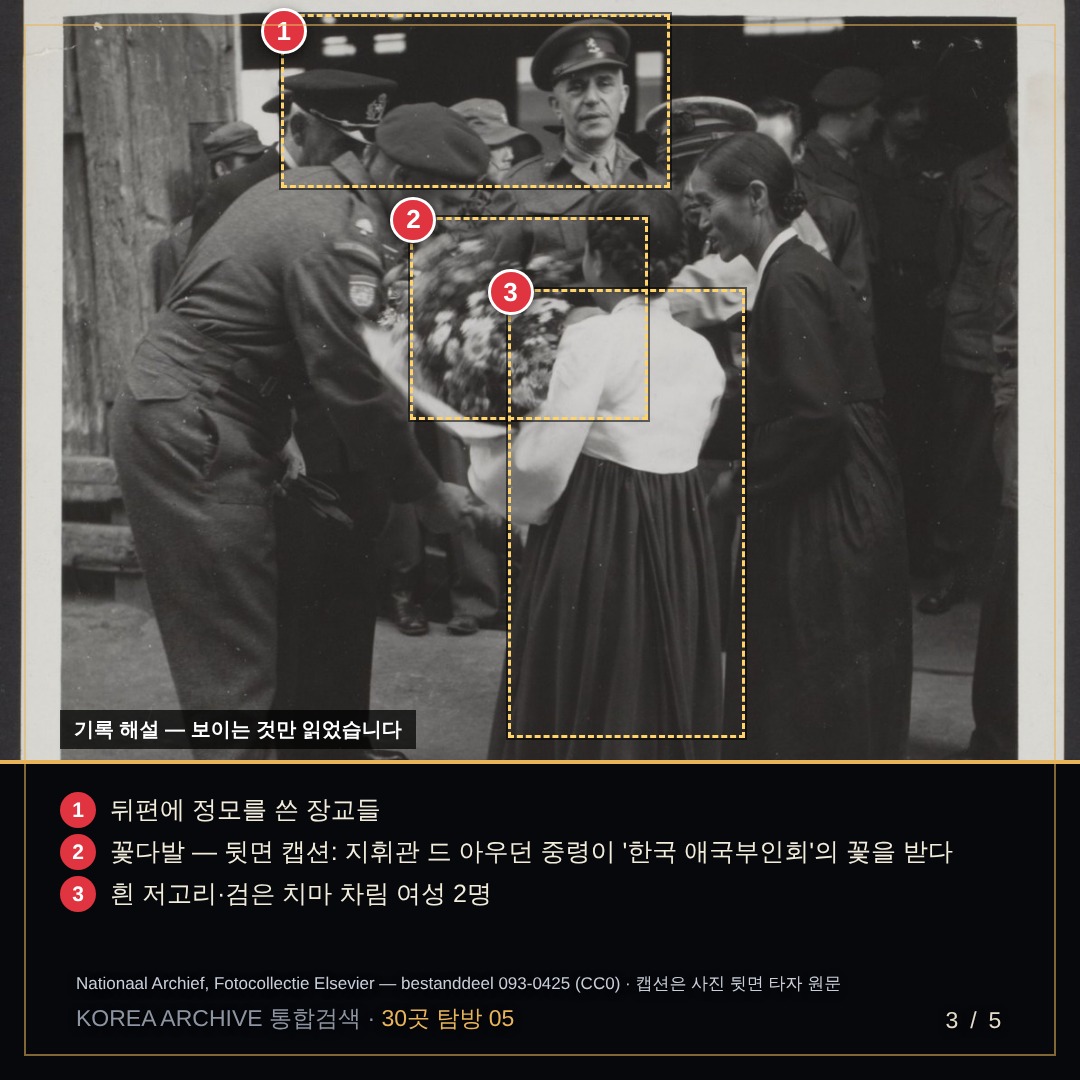 1
2
3
기록 해설 — 보이는 것만 읽었습니다
1 뒤편에 정모를 쓴 장교들
2 꽃다발 — 뒷면 캡션: 지휘관 드 아우던 중령이 '한국 애국부인회'의 꽃을 받다
3 흰 저고리·검은 치마 차림 여성 2명
Nationaal Archief, Fotocollectie Elsevier — bestanddeel 093-0425 (CC0) · 캡션은 사진 뒷면 타자 원문
KOREA ARCHIVE 통합검색 · 30곳 탐방 05
3 / 5